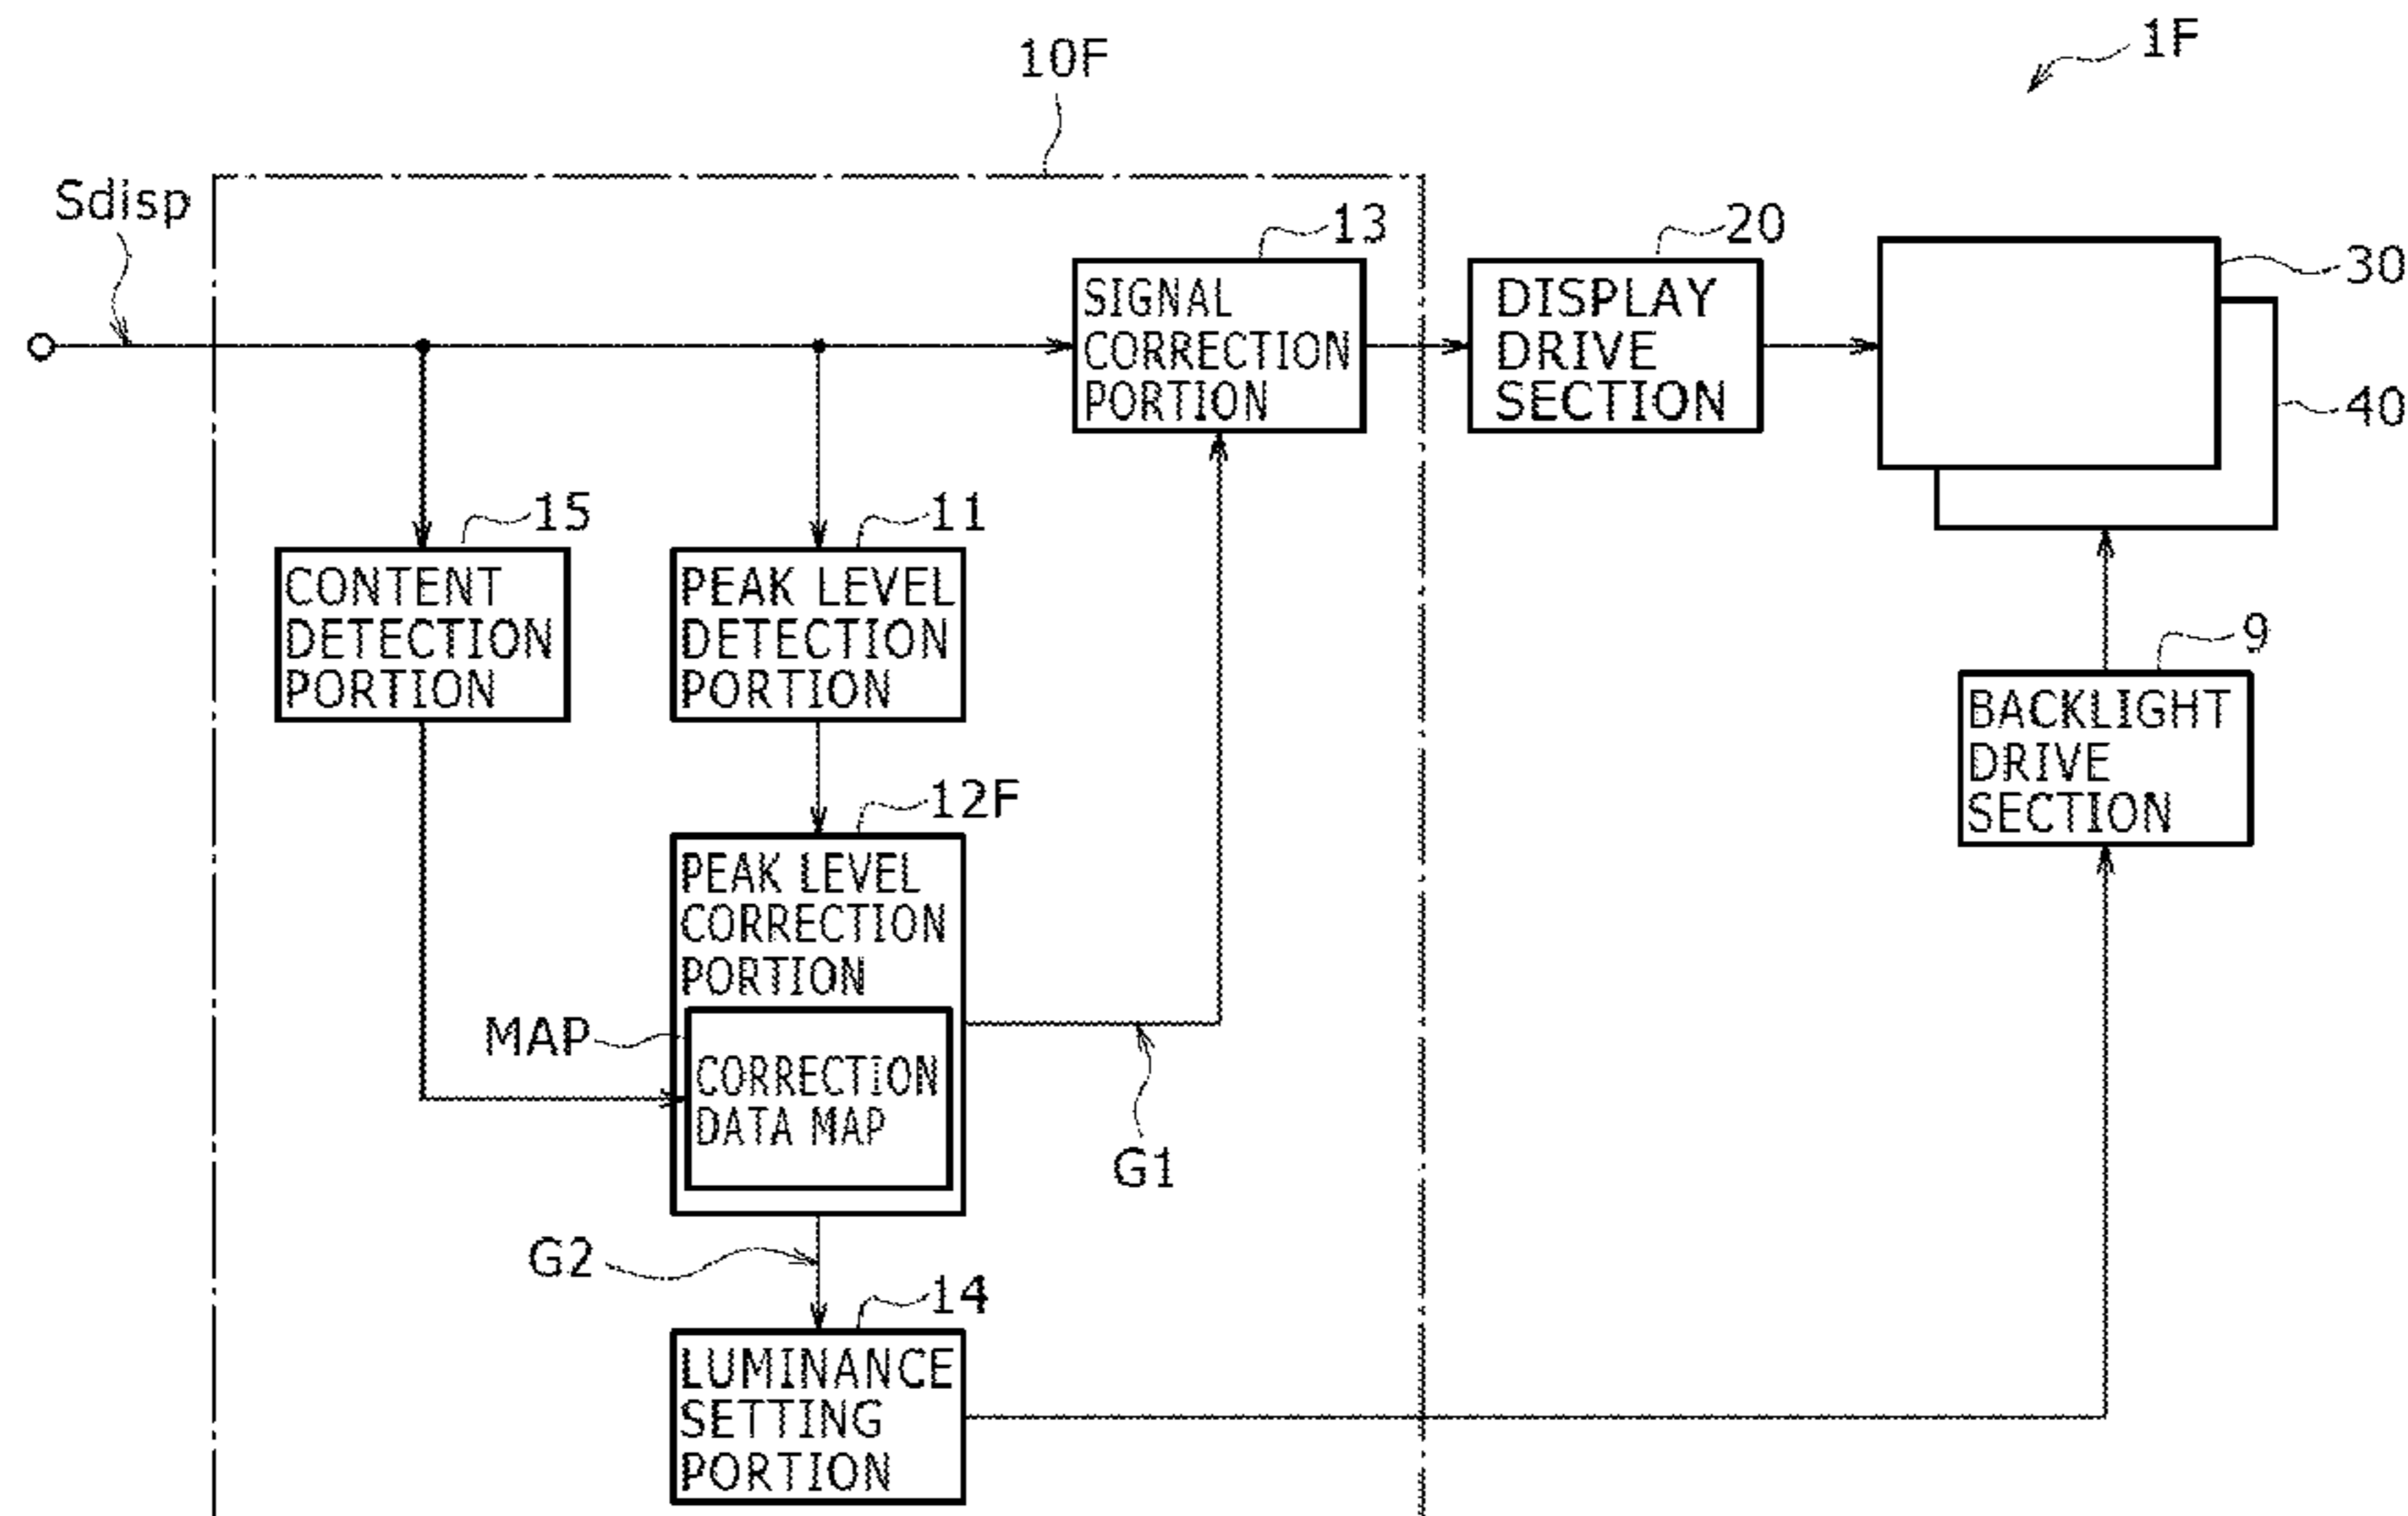 1F
10F
Sdisp
13
20
30
SIGNAL
CORRECTION
PORTION
DISPLAY
DRIVE
SECTION
40
15
11
CONTENT
DETECTION
PORTION
PEAK LEVEL
DETECTION
PORTION
9
BACKLIGHT
DRIVE
SECTION
12F
PEAK LEVEL
CORRECTION
PORTION
MAP
CORRECTION
DATA MAP
G1
G2
14
LUMINANCE
SETTING
PORTION